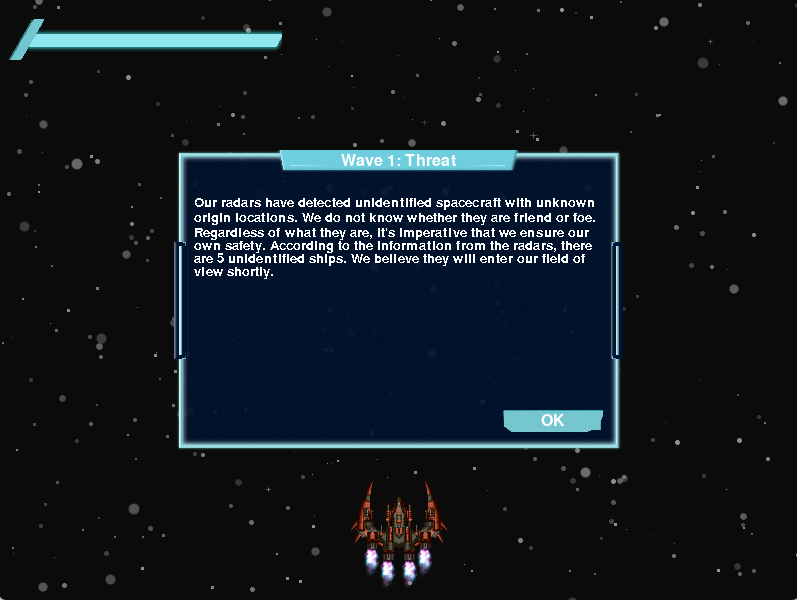 Wave 1: Threat
Our radars have detected unidentified spacecraft with unknown
origin locations. We do not know whether they are friend or foe.
Regardless of what they are, it's imperative that we ensure our
own safety. According to the information from the radars, there
are 5 unidentified ships. We believe they will enter our field of
view shortly.
OK